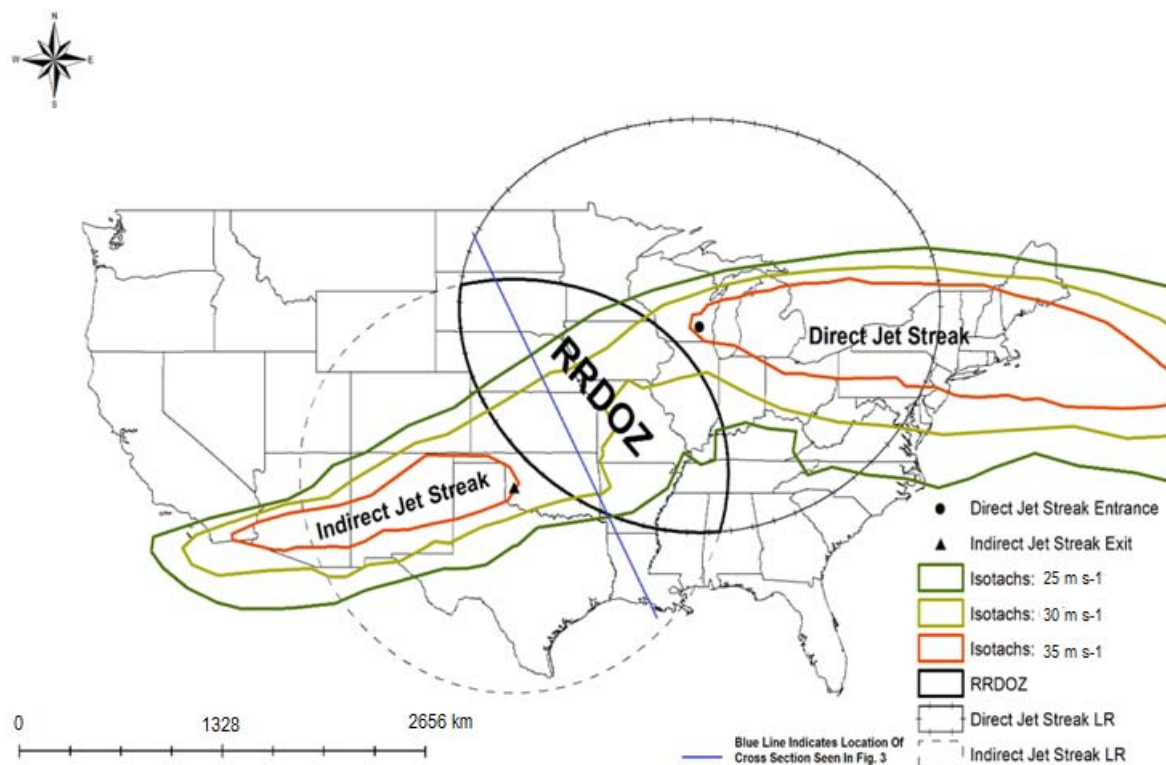 N
W E
S
Direct Jet Streak
RRDOZ
Indirect Jet Streak
Direct Jet Streak Entrance
Indirect Jet Streak Exit
Isotachs: 25 m s-1
Isotachs: 30 m s-1
Isotachs: 35 m s-1
RRDOZ
Direct Jet Streak LR
Indirect Jet Streak LR
0 1328 2656 km
Blue Line Indicates Location Of
Cross Section Seen In Fig. 3